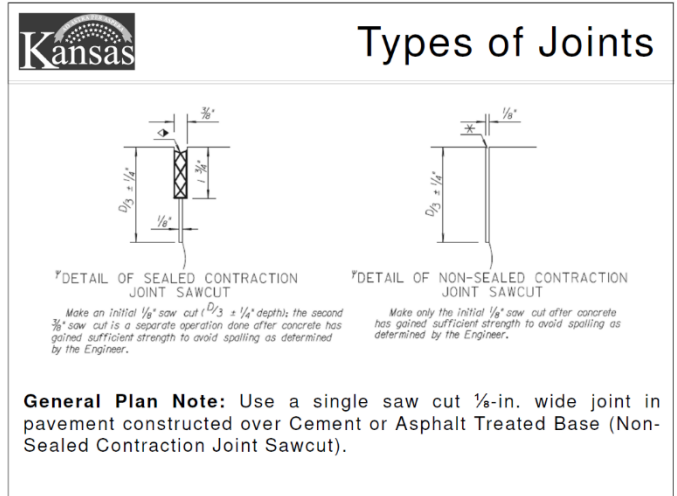 Kansas
Types of Joints
3/8"
1/8"
D/3 ± 1/4"
1 3/4"
1/8"
D/3 ± 1/4"
ΨDETAIL OF SEALED CONTRACTION
JOINT SAWCUT
Make an initial 1/8" saw cut (D/3 ± 1/4" depth); the second
3/8" saw cut is a separate operation done after concrete has
gained sufficient strength to avoid spalling as determined
by the Engineer.
ΨDETAIL OF NON-SEALED CONTRACTION
JOINT SAWCUT
Make only the initial 1/8" saw cut after concrete
has gained sufficient strength to avoid spalling as
determined by the Engineer.
General Plan Note: Use a single saw cut ⅛-in. wide joint in
pavement constructed over Cement or Asphalt Treated Base (Non-
Sealed Contraction Joint Sawcut).